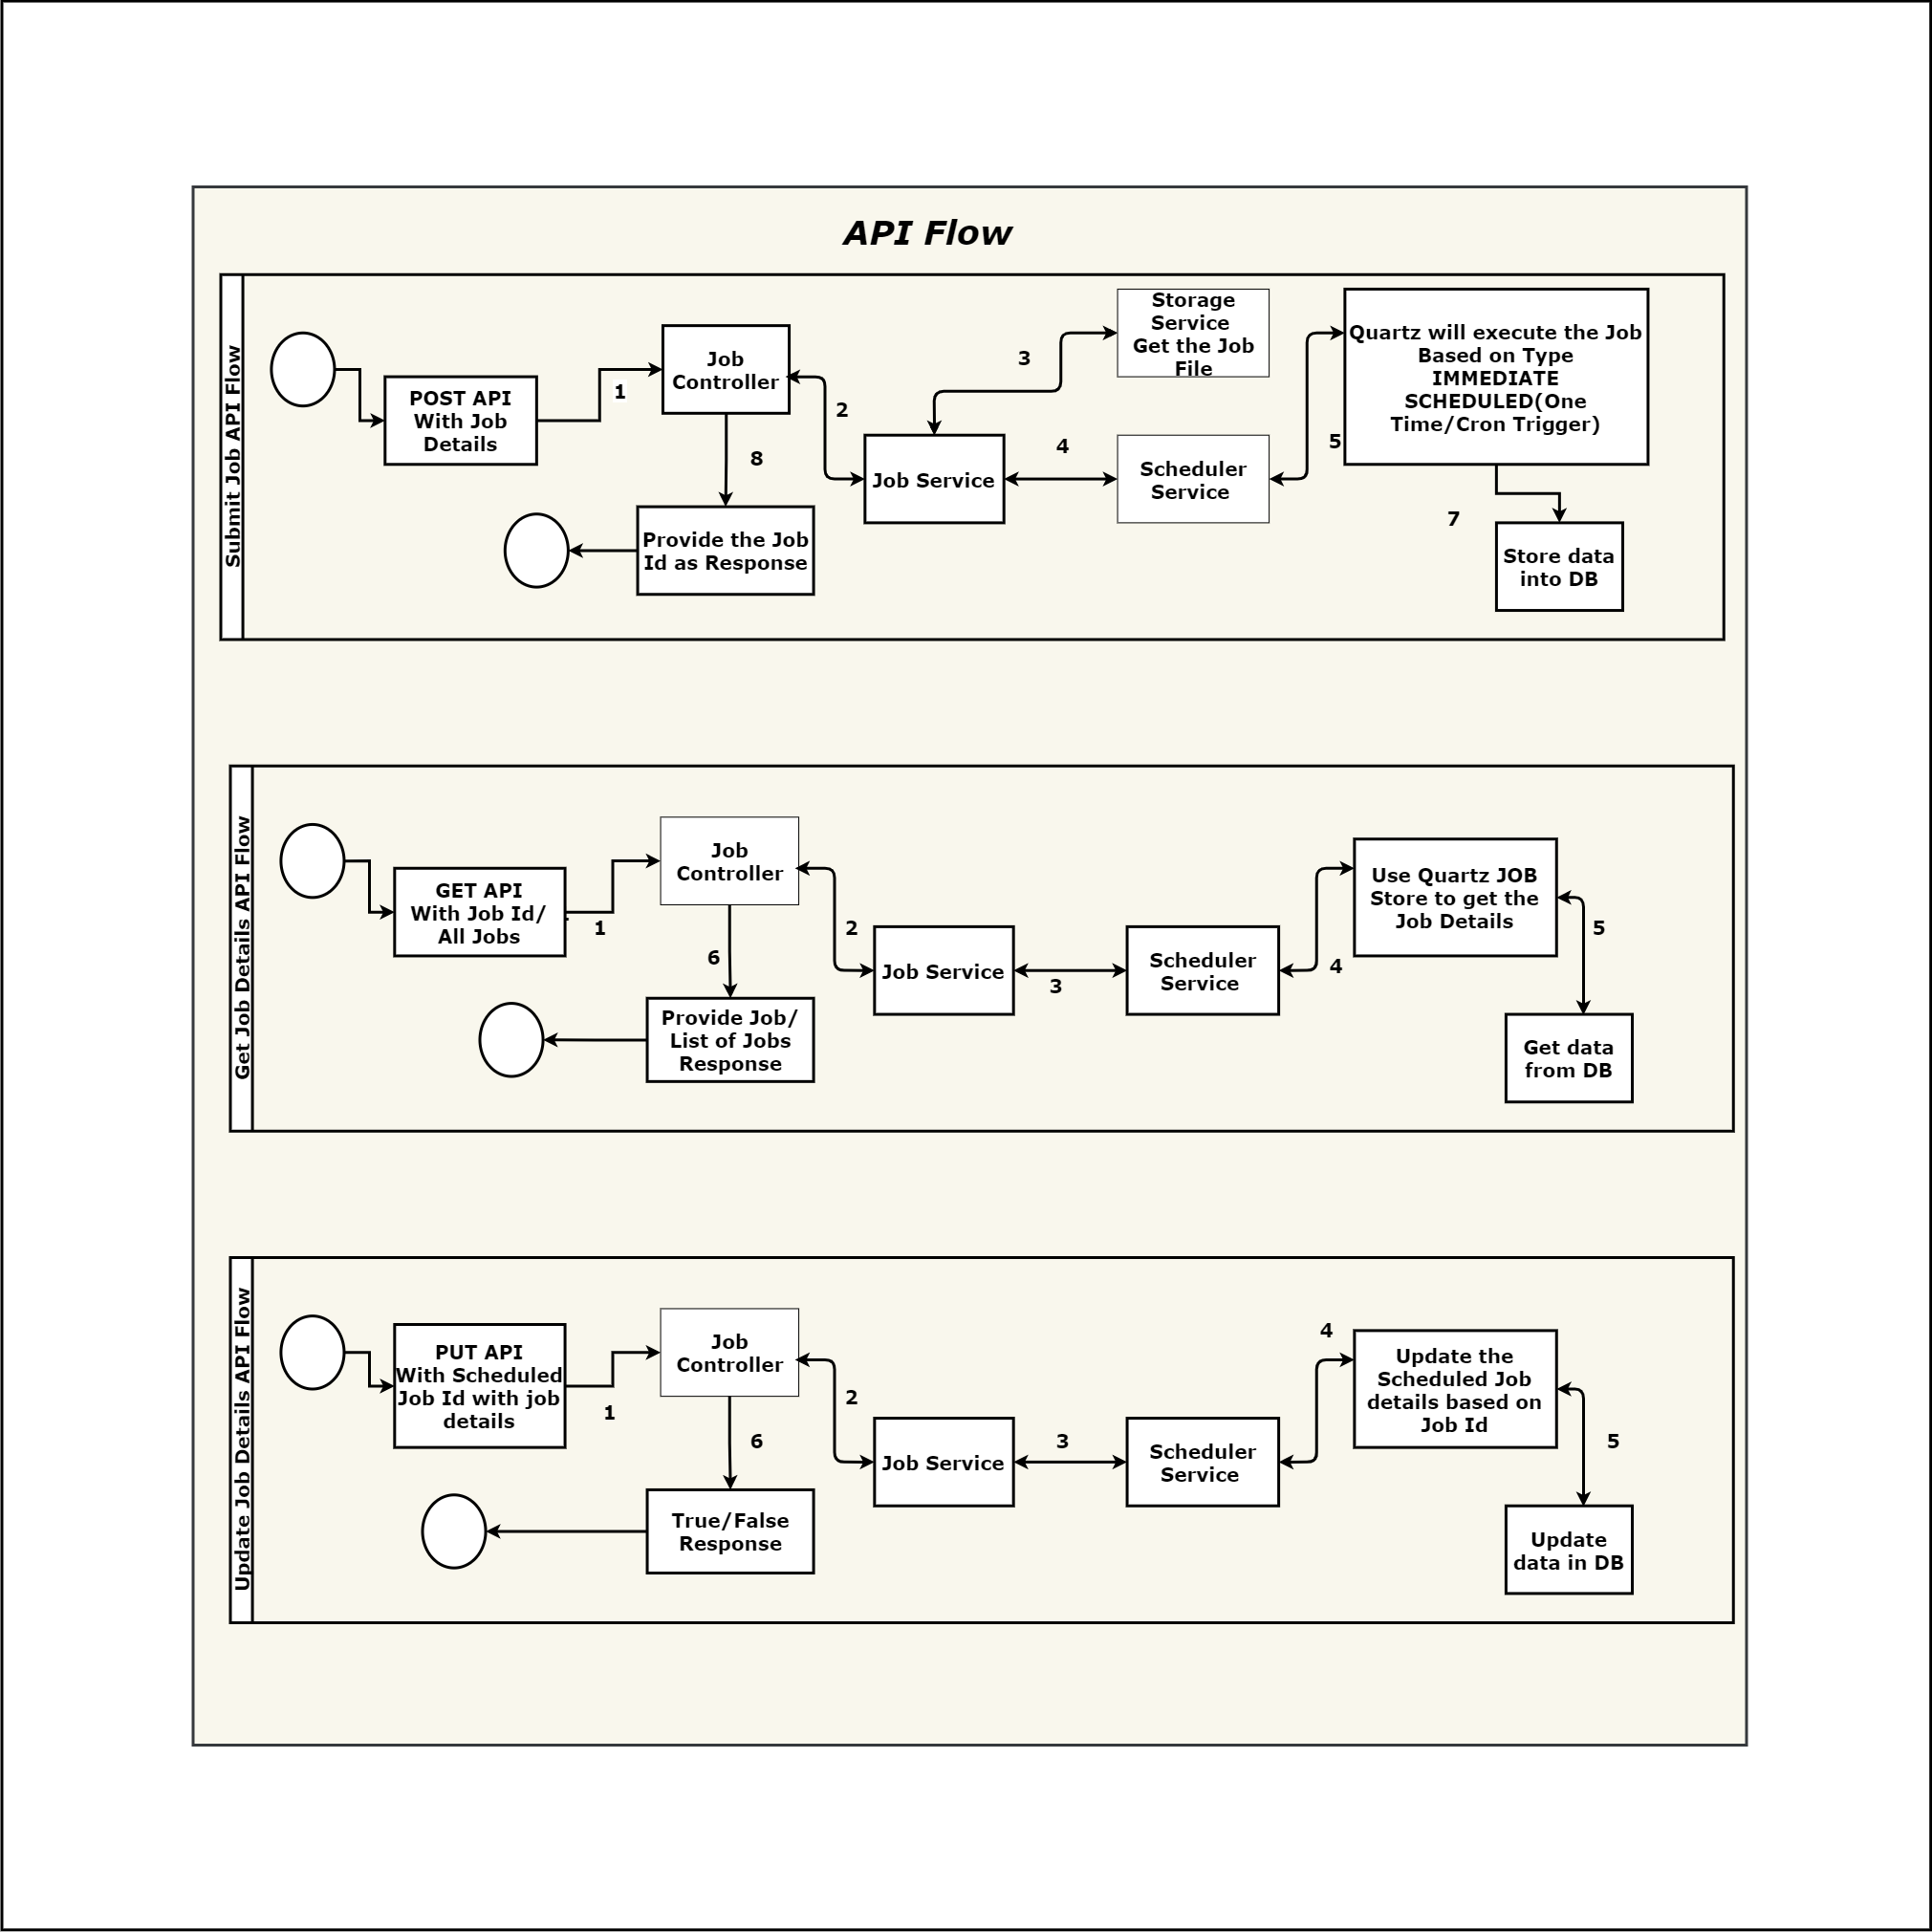 API Flow
Submit Job API Flow
POST API
With Job
Details
1
Job
Controller
2
8
Provide the Job
Id as Response
Job Service
3
Storage
Service
Get the Job
File
4
Scheduler
Service
5
Quartz will execute the Job
Based on Type
IMMEDIATE
SCHEDULED(One
Time/Cron Trigger)
7
Store data
into DB
Get Job Details API Flow
GET API
With Job Id/
All Jobs
1
Job
Controller
2
6
Provide Job/
List of Jobs
Response
Job Service
3
Scheduler
Service
4
Use Quartz JOB
Store to get the
Job Details
5
Get data
from DB
Update Job Details API Flow
PUT API
With Scheduled
Job Id with job
details
1
Job
Controller
2
6
True/False
Response
Job Service
3
Scheduler
Service
4
Update the
Scheduled Job
details based on
Job Id
5
Update
data in DB